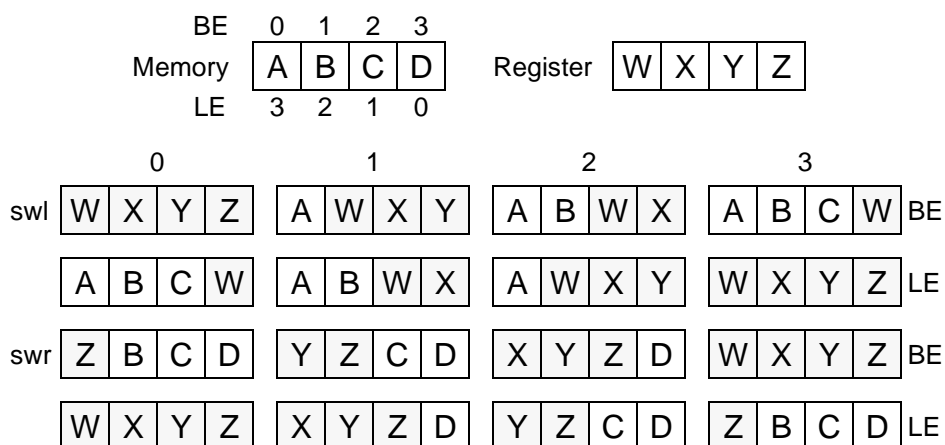 BE 0 1 2 3
Memory A B C D Register W X Y Z
LE 3 2 1 0
0 1 2 3
swl W X Y Z A W X Y A B W X A B C W BE
A B C W A B W X A W X Y W X Y Z LE
swr Z B C D Y Z C D X Y Z D W X Y Z BE
W X Y Z X Y Z D Y Z C D Z B C D LE